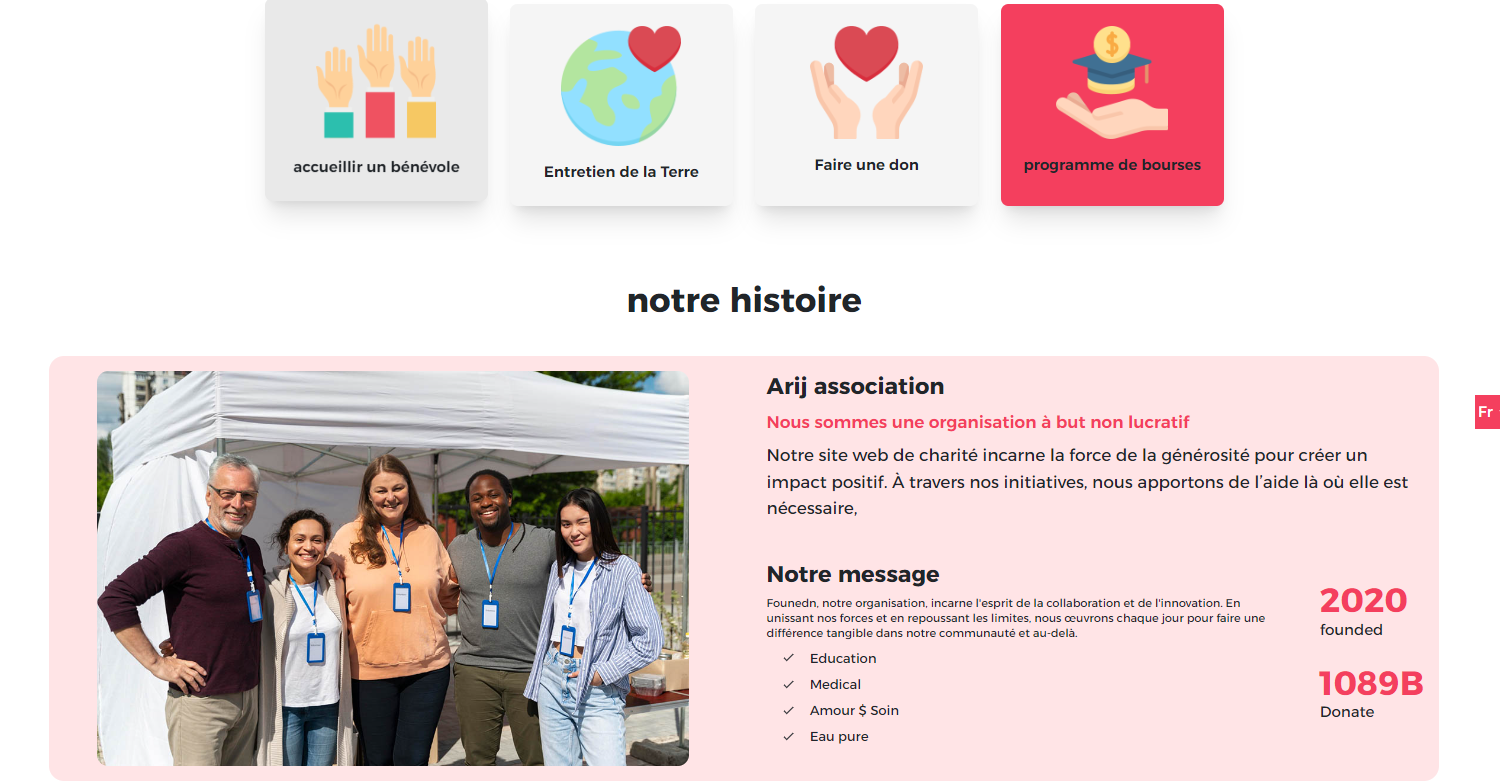 accueillir un bénévole
Entretien de la Terre
Faire une don
programme de bourses
notre histoire
Arij association
Nous sommes une organisation à but non lucratif
Notre site web de charité incarne la force de la générosité pour créer un
impact positif. À travers nos initiatives, nous apportons de l’aide là où elle est
nécessaire,
Notre message
Founedn, notre organisation, incarne l'esprit de la collaboration et de l'innovation. En
unissant nos forces et en repoussant les limites, nous œuvrons chaque jour pour faire une
différence tangible dans notre communauté et au-delà.
Education
Medical
Amour $ Soin
Eau pure
2020
founded
1089B
Donate
Fr